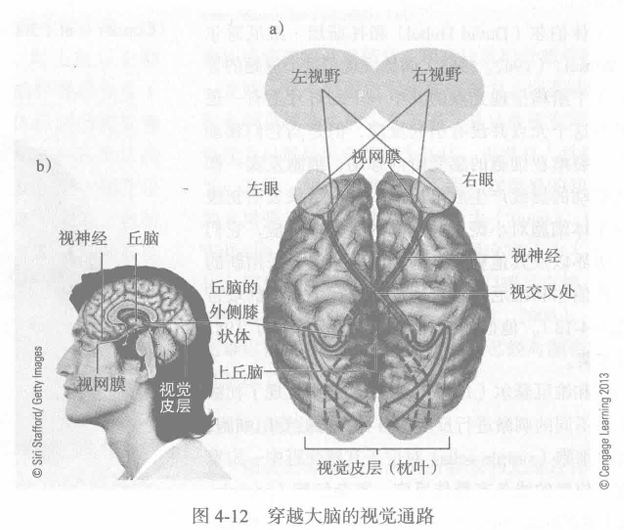 a)
左视野
右视野
视网膜
左眼
右眼
视神经
视交叉处
丘脑的
外侧膝
状体
上丘脑
视觉皮层（枕叶）
b)
视神经
丘脑
视网膜
视觉
皮层
© Siri Stafford/ Getty Images
© Cengage Learning 2013
图 4-12 穿越大脑的视觉通路